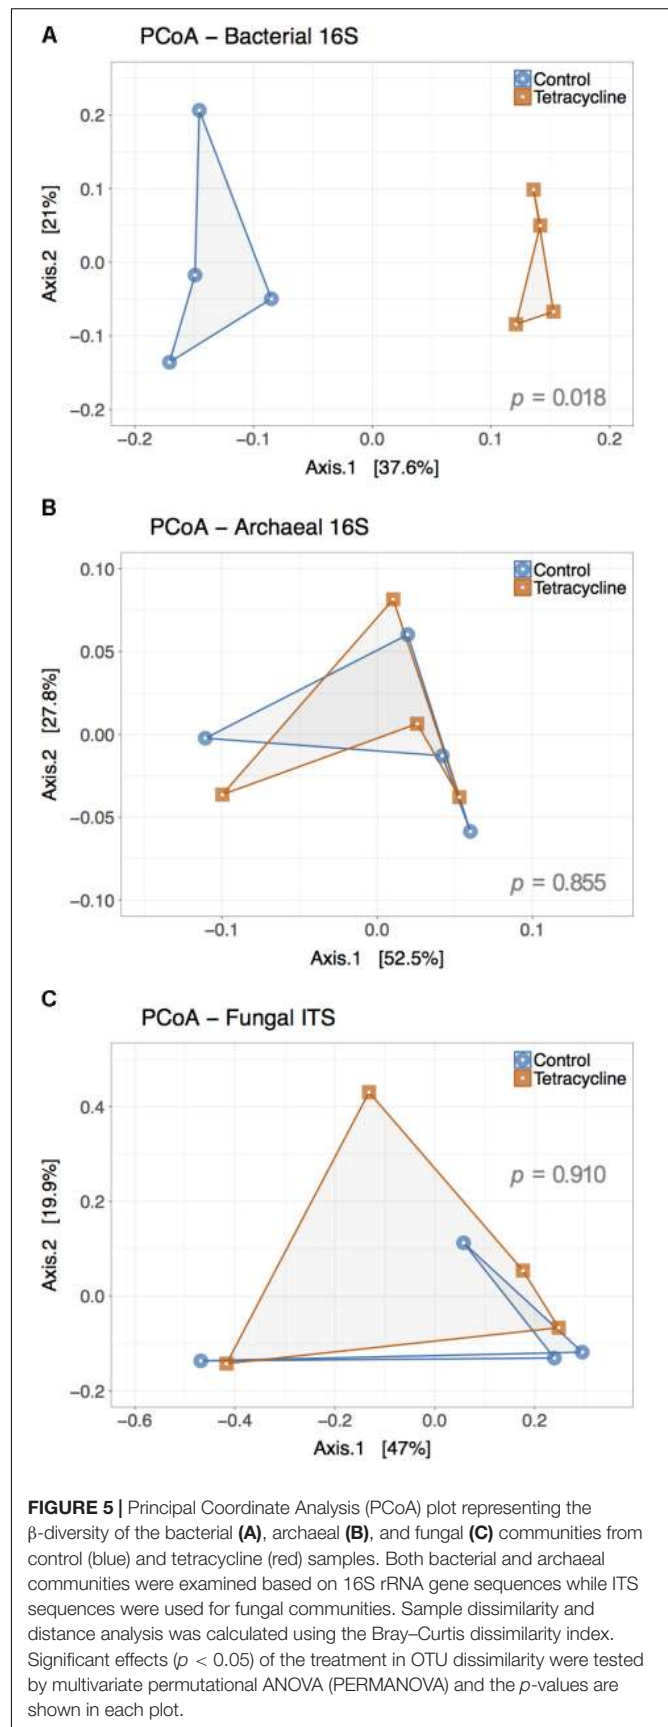 A
PCoA – Bacterial 16S
Control
Tetracycline
0.2
0.1
0.0
−0.1
−0.2
Axis.2 [21%]
p = 0.018
−0.2 −0.1 0.0 0.1 0.2
Axis.1 [37.6%]
B
PCoA – Archaeal 16S
Control
Tetracycline
0.10
0.05
0.00
−0.05
−0.10
Axis.2 [27.8%]
p = 0.855
−0.1 0.0 0.1
Axis.1 [52.5%]
C
PCoA – Fungal ITS
Control
Tetracycline
0.4
0.2
0.0
−0.2
Axis.2 [19.9%]
p = 0.910
−0.6 −0.4 −0.2 0.0 0.2
Axis.1 [47%]
FIGURE 5 | Principal Coordinate Analysis (PCoA) plot representing the
β-diversity of the bacterial (A), archaeal (B), and fungal (C) communities from
control (blue) and tetracycline (red) samples. Both bacterial and archaeal
communities were examined based on 16S rRNA gene sequences while ITS
sequences were used for fungal communities. Sample dissimilarity and
distance analysis was calculated using the Bray–Curtis dissimilarity index.
Significant effects (p < 0.05) of the treatment in OTU dissimilarity were tested
by multivariate permutational ANOVA (PERMANOVA) and the p-values are
shown in each plot.